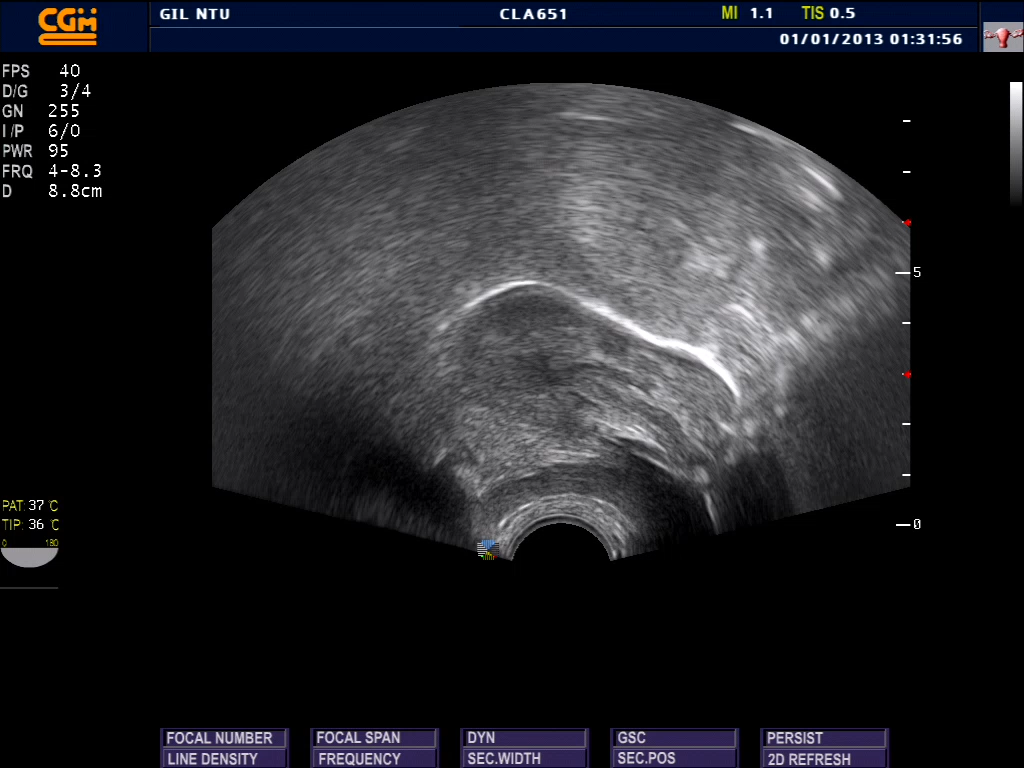 CGM
GIL NTU
CLA651
MI 1.1
TIS 0.5
01/01/2013 01:31:56
FPS 40
D/G 3/4
GN 255
I/P 6/0
PWR 95
FRQ 4-8.3
D 8.8cm
5
0
PAT: 37 °C
TIP: 36 °C
0 180
FOCAL NUMBER
FOCAL SPAN
DYN
GSC
PERSIST
LINE DENSITY
FREQUENCY
SEC.WIDTH
SEC.POS
2D REFRESH